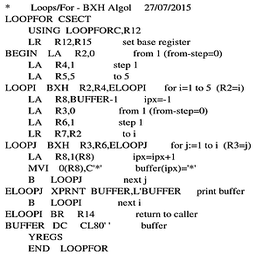 * Loops/For - BXH Algol 27/07/2015
LOOPFOR CSECT
USING LOOPFORC,R12
LR R12,R15 set base register
BEGIN LA R2,0 from 1 (from-step=0)
LA R4,1 step 1
LA R5,5 to 5
LOOPI BXH R2,R4,ELOOPI for i=1 to 5 (R2=i)
LA R8,BUFFER-1 ipx=-1
LA R3,0 from 1 (from-step=0)
LA R6,1 step 1
LR R7,R2 to i
LOOPJ BXH R3,R6,ELOOPJ for j:=1 to i (R3=j)
LA R8,1(R8) ipx=ipx+1
MVI 0(R8),C'*' buffer(ipx)='*'
B LOOPJ next j
ELOOPJ XPRNT BUFFER,L'BUFFER print buffer
B LOOPI next i
ELOOPI BR R14 return to caller
BUFFER DC CL80' ' buffer
YREGS
END LOOPFOR